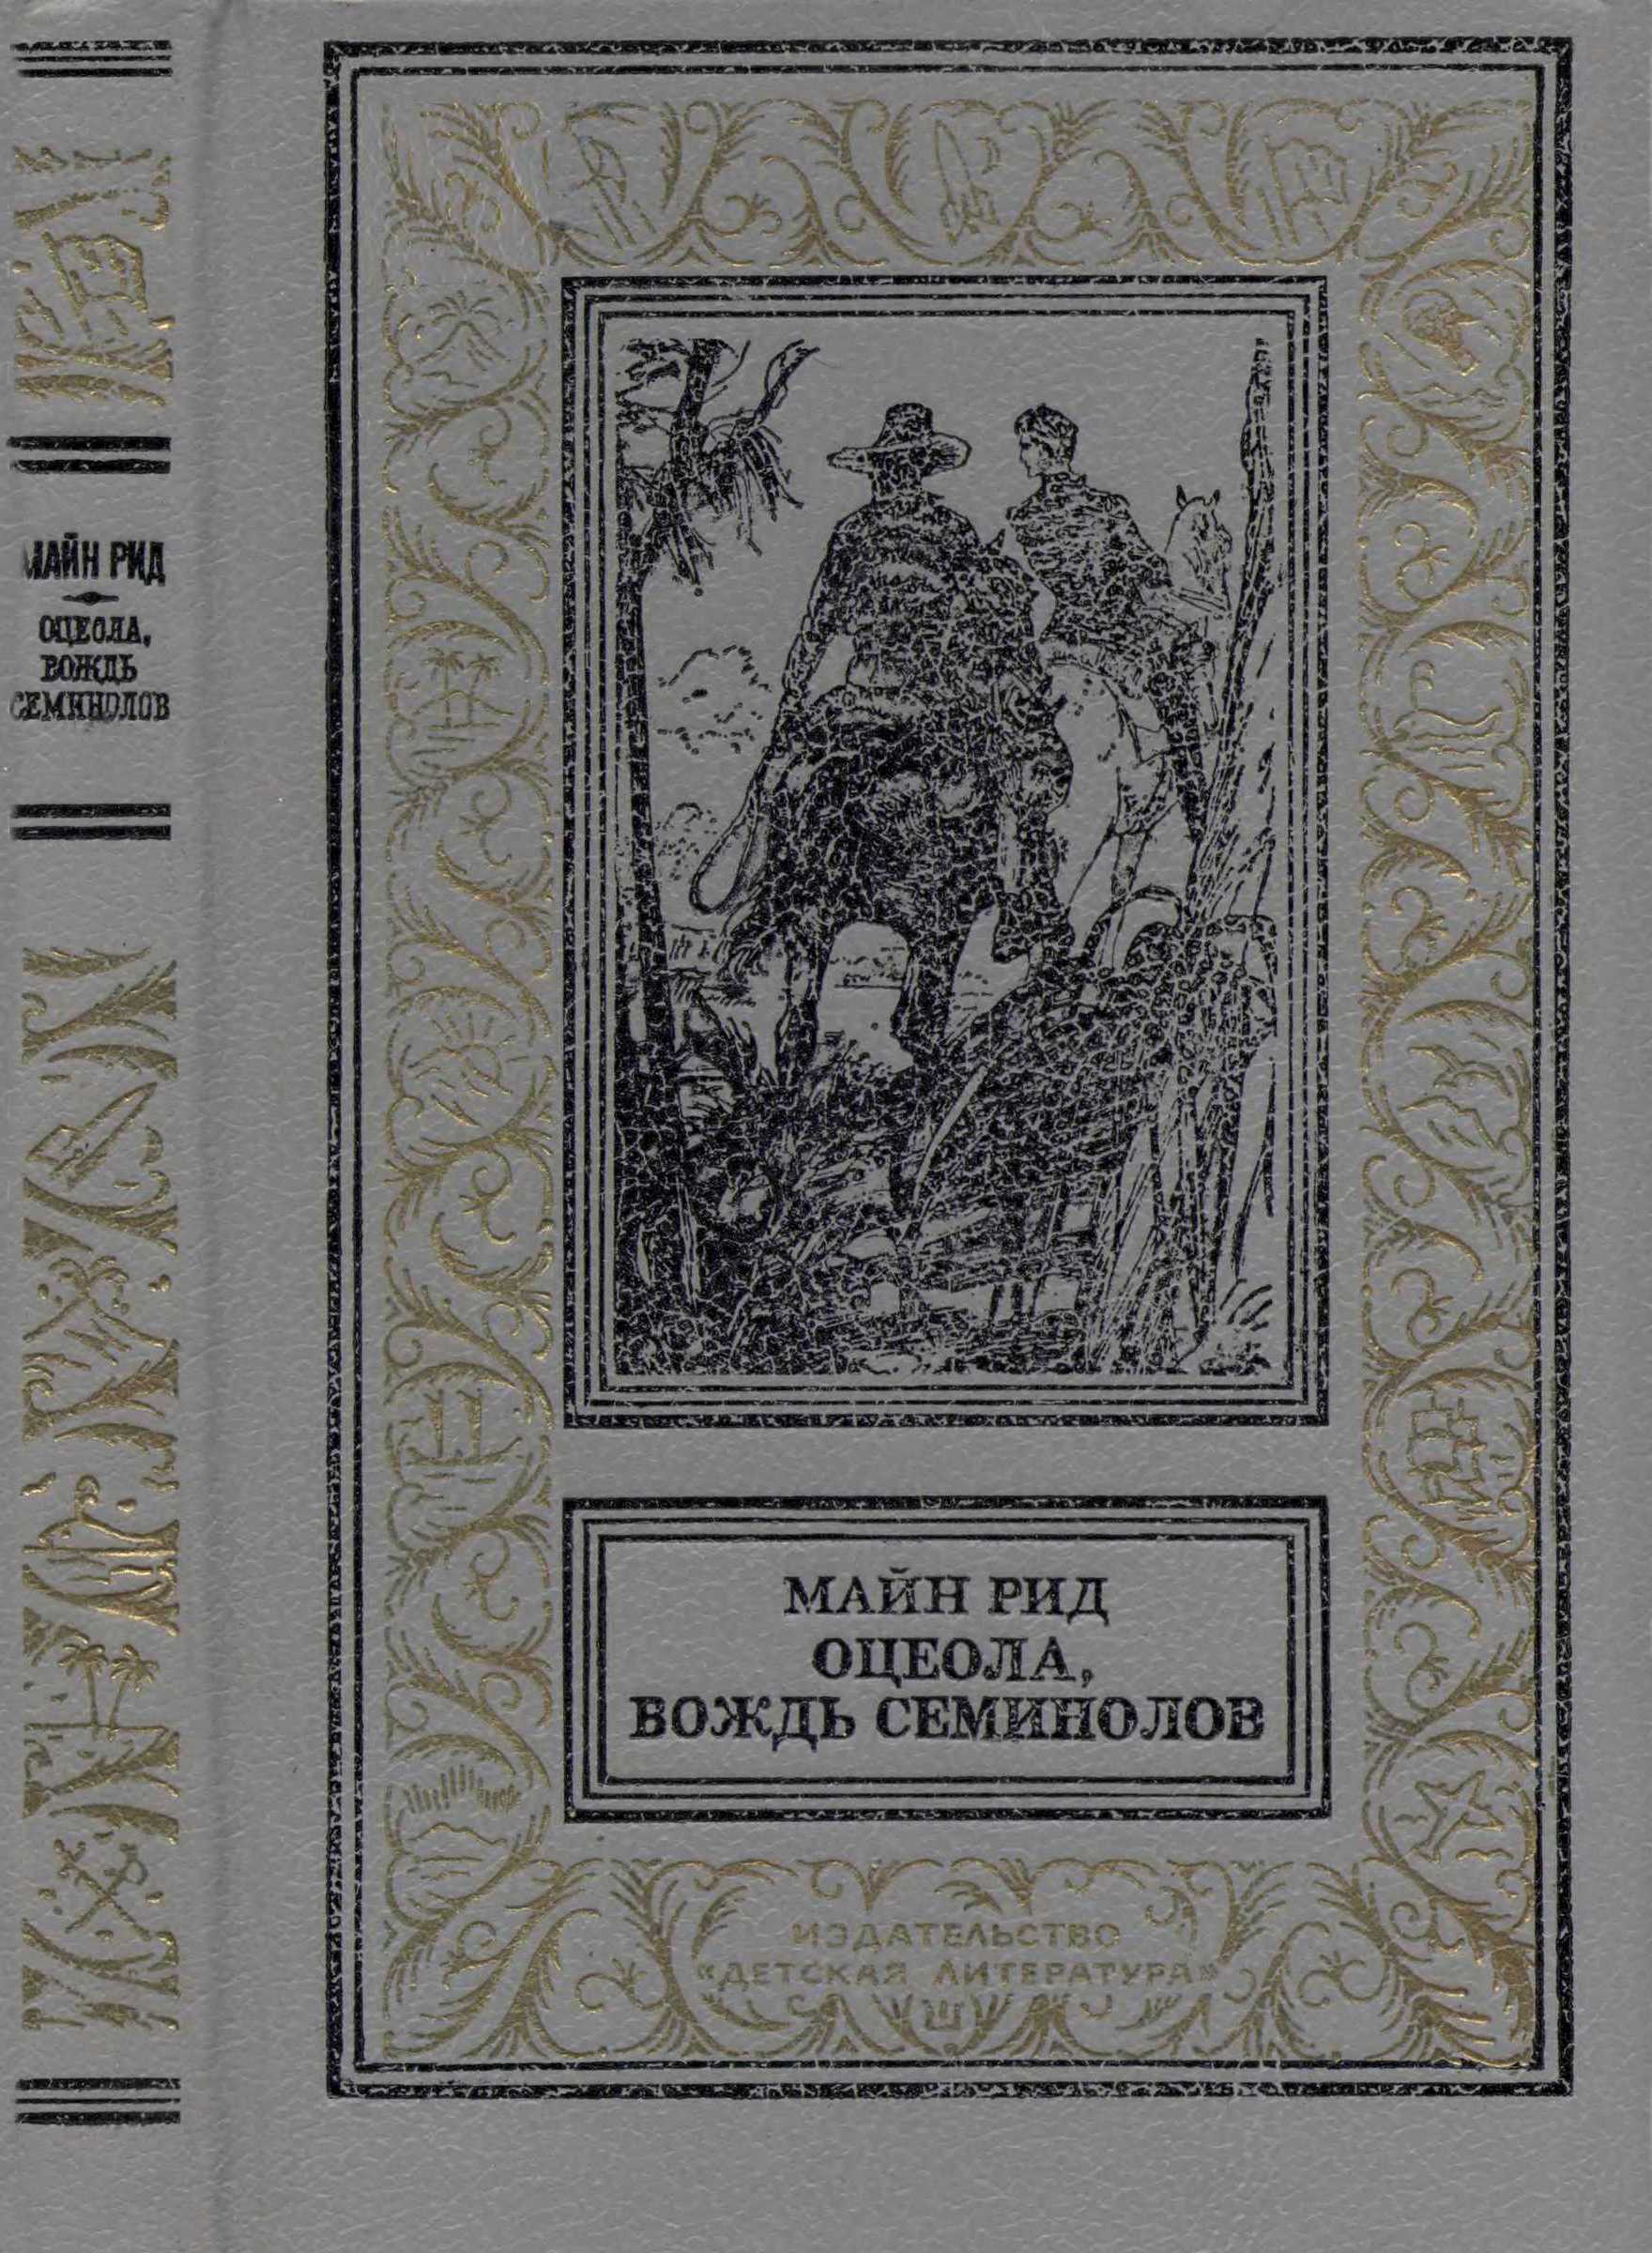 МАЙН РИД
ОЦЕОЛА,
ВОЖДЬ
СЕМИНОЛОВ
МАЙН РИД
ОЦЕОЛА,
ВОЖДЬ СЕМИНОЛОВ
ИЗДАТЕЛЬСТВО
«ДЕТСКАЯ ЛИТЕРАТУРА»